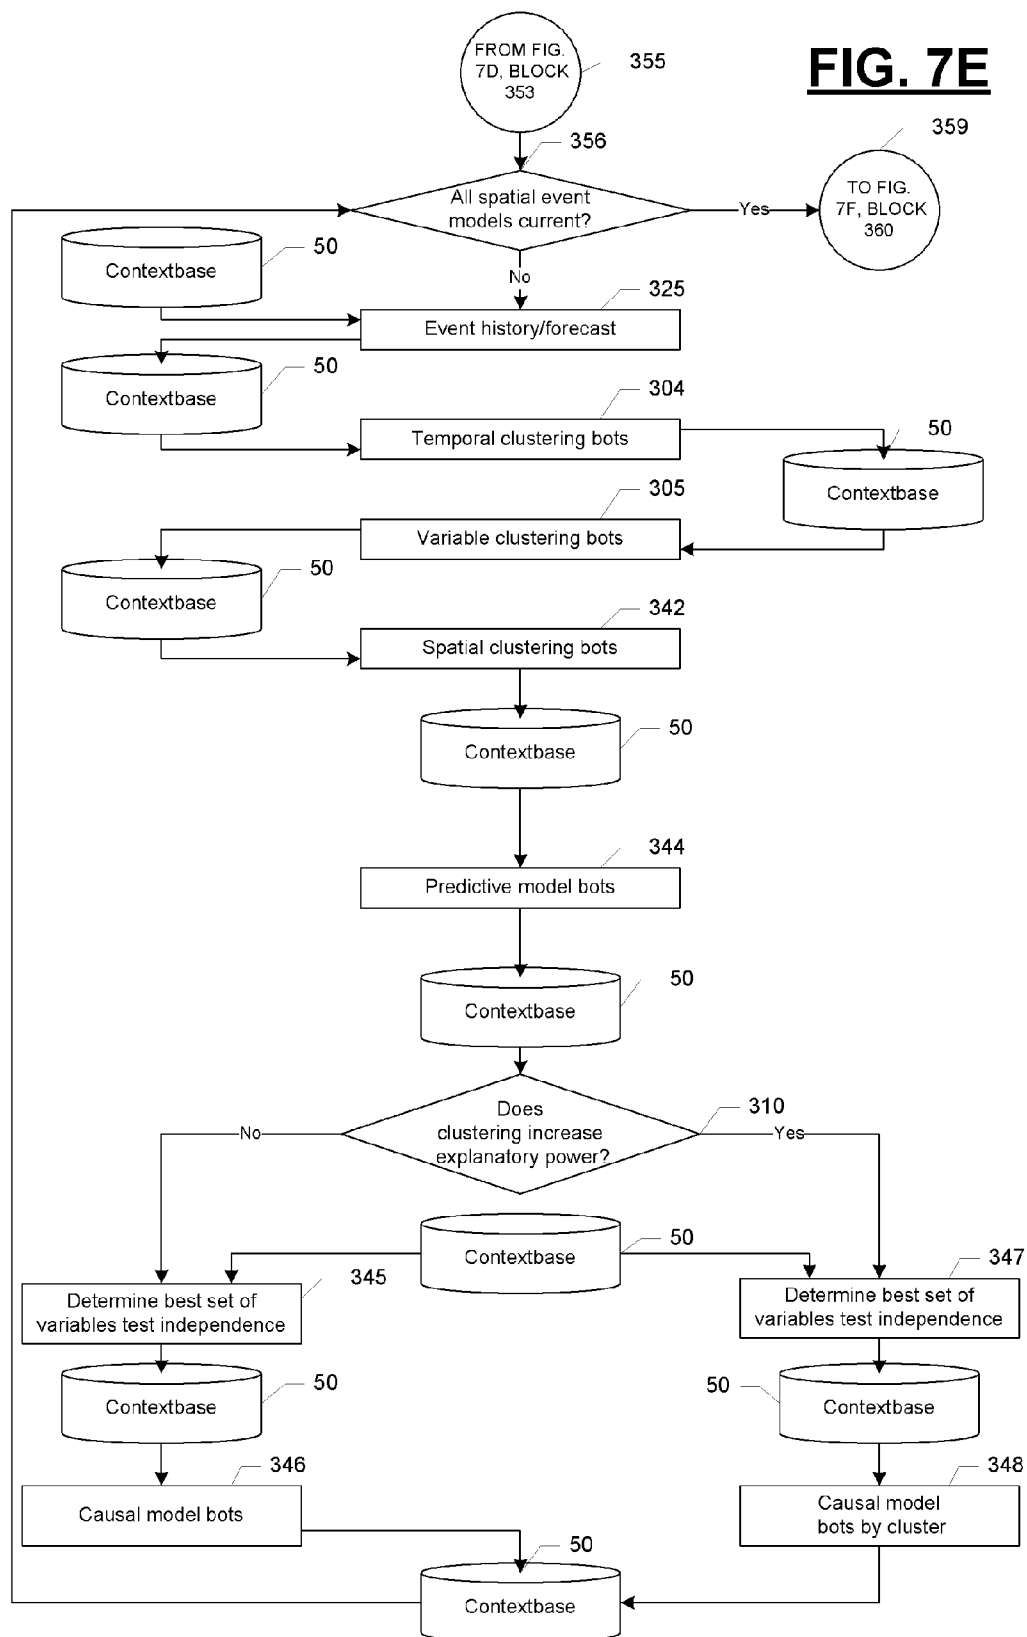 FROM FIG.
7D, BLOCK
353
355
FIG. 7E
356
359
All spatial event
models current?
Yes
TO FIG.
7F, BLOCK
360
50
Contextbase
No
325
Event history/forecast
50
Contextbase
304
Temporal clustering bots
50
Contextbase
305
Variable clustering bots
50
Contextbase
342
Spatial clustering bots
50
Contextbase
344
Predictive model bots
50
Contextbase
310
Does
clustering increase
explanatory power?
No
Yes
50
Contextbase
345
Determine best set of
variables test independence
347
Determine best set of
variables test independence
50
Contextbase
50
Contextbase
346
Causal model bots
348
Causal model
bots by cluster
50
Contextbase